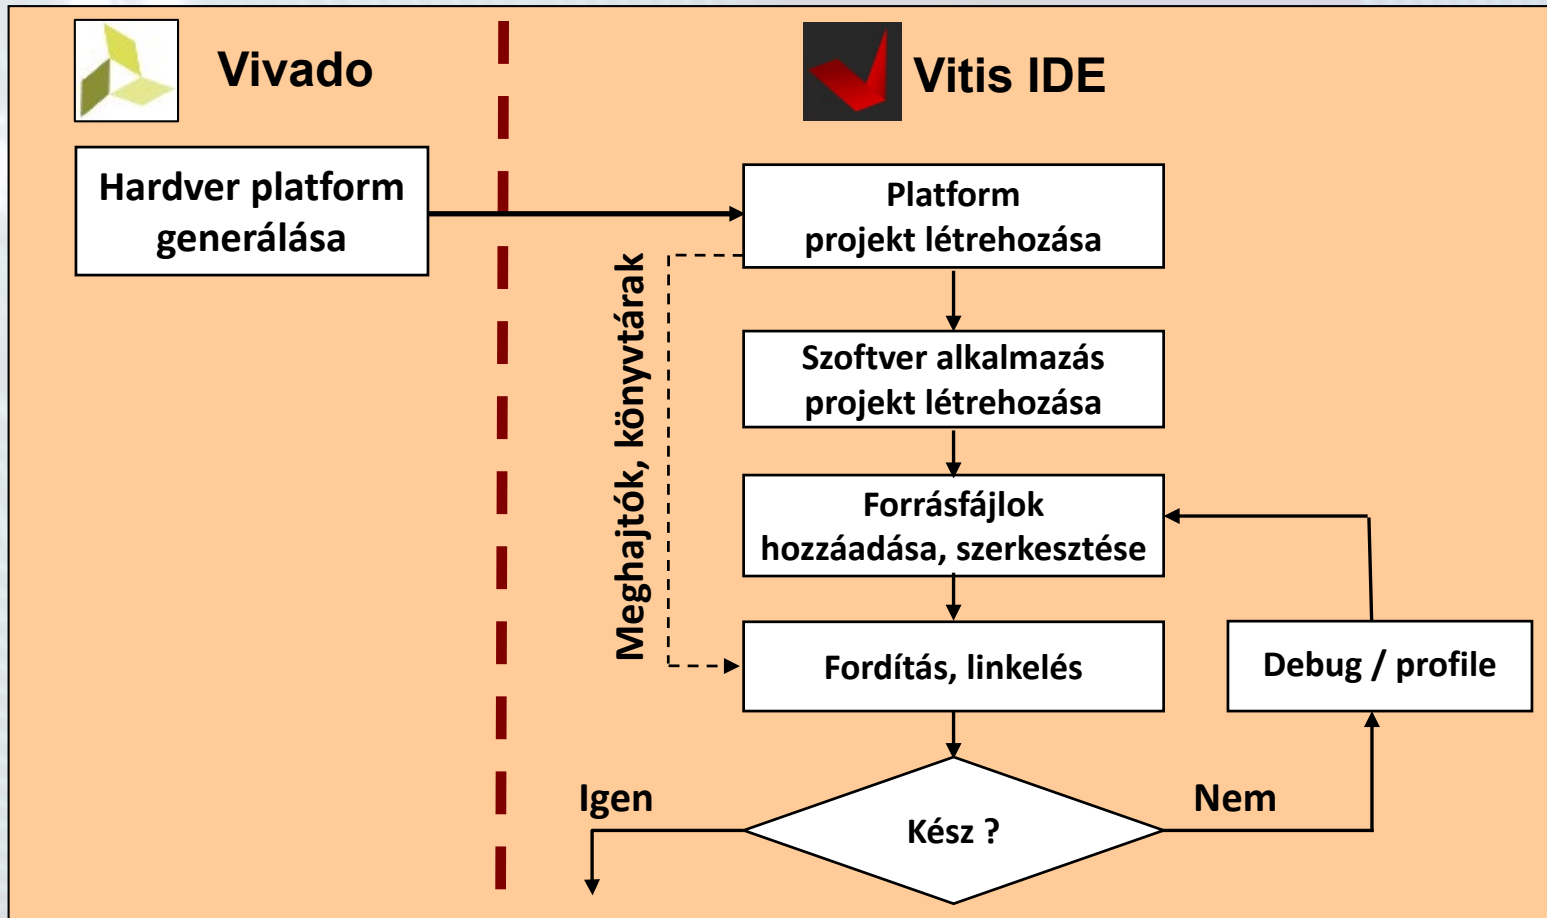 Vivado
Vitis IDE
Hardver platform
generálása
Platform
projekt létrehozása
Meghajtók, könyvtárak
Szoftver alkalmazás
projekt létrehozása
Forrásfájlok
hozzáadása, szerkesztése
Fordítás, linkelés
Debug / profile
Igen
Nem
Kész ?